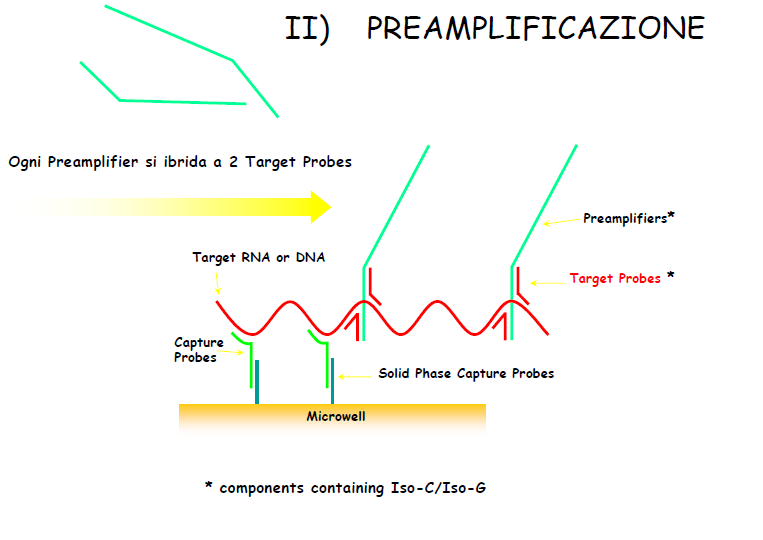 II) PREAMPLIFICAZIONE
Ogni Preamplifier si ibrida a 2 Target Probes
Preamplifiers*
Target RNA or DNA
Target Probes *
Capture
Probes
Solid Phase Capture Probes
Microwell
* components containing Iso-C/Iso-G